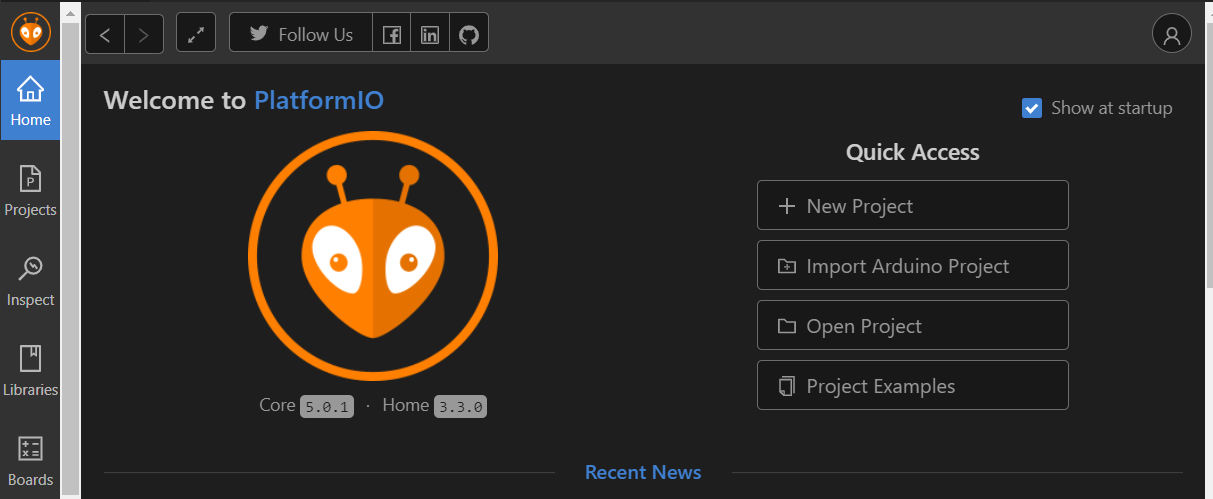 Follow Us
Home
Projects
Inspect
Libraries
Boards
Welcome to PlatformIO
Show at startup
Core 5.0.1 · Home 3.3.0
Quick Access
New Project
Import Arduino Project
Open Project
Project Examples
Recent News